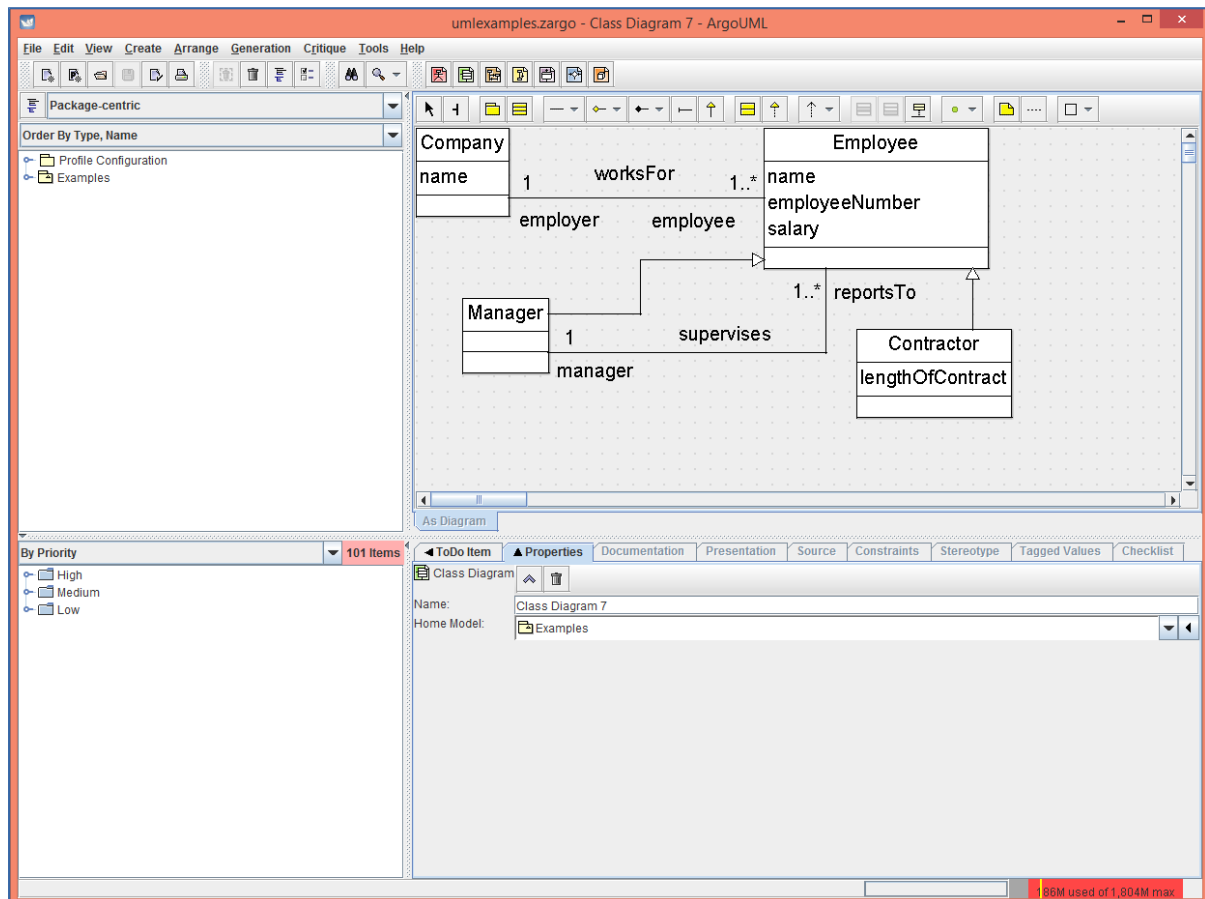 umlexamples.zargo - Class Diagram 7 - ArgoUML
File Edit View Create Arrange Generation Critique Tools Help
Package-centric
Order By Type, Name
Profile Configuration
Examples
Company
name
1
worksFor
1..*
employer
employee
Employee
name
employeeNumber
salary
Manager
1
supervises
manager
1..*
reportsTo
Contractor
lengthOfContract
As Diagram
By Priority
101 Items
High
Medium
Low
ToDo Item
Properties
Documentation
Presentation
Source
Constraints
Stereotype
Tagged Values
Checklist
Class Diagram
Name:
Class Diagram 7
Home Model:
Examples
used of 1,804M max